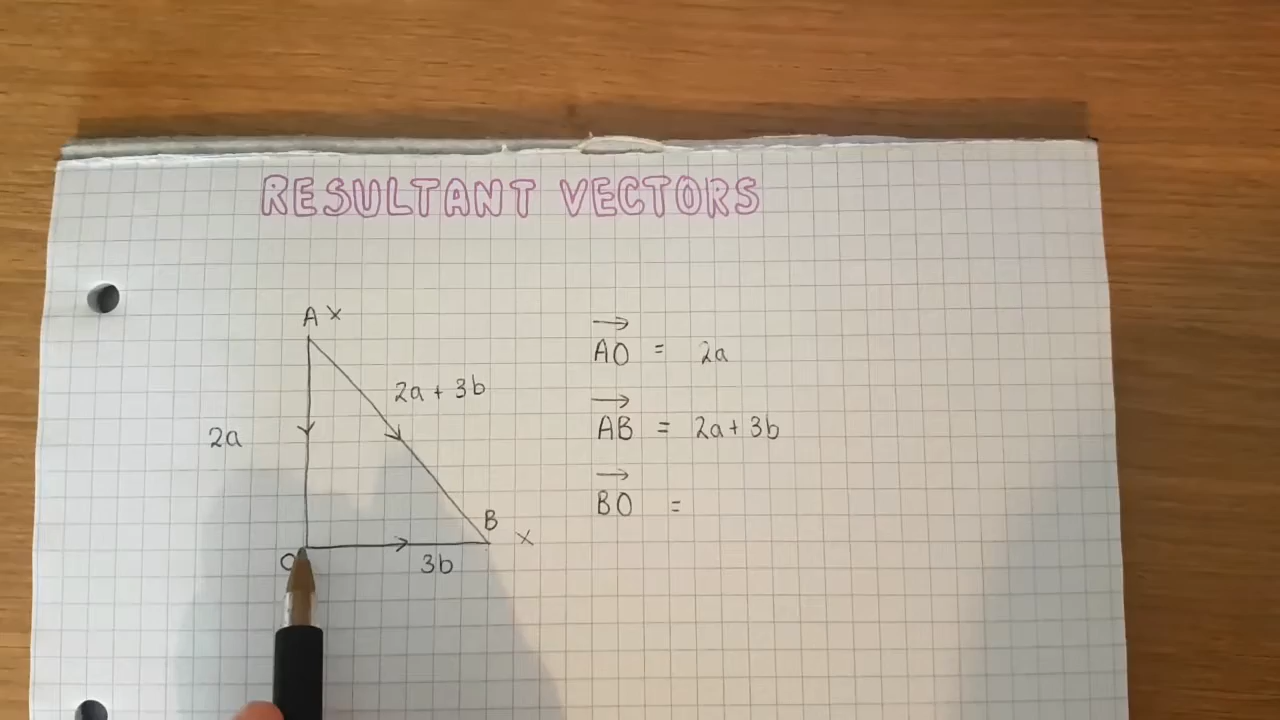 RESULTANT VECTORS
A x
2a + 3b
2a
B
x
O
3b
AO = 2a
AB = 2a + 3b
BO =